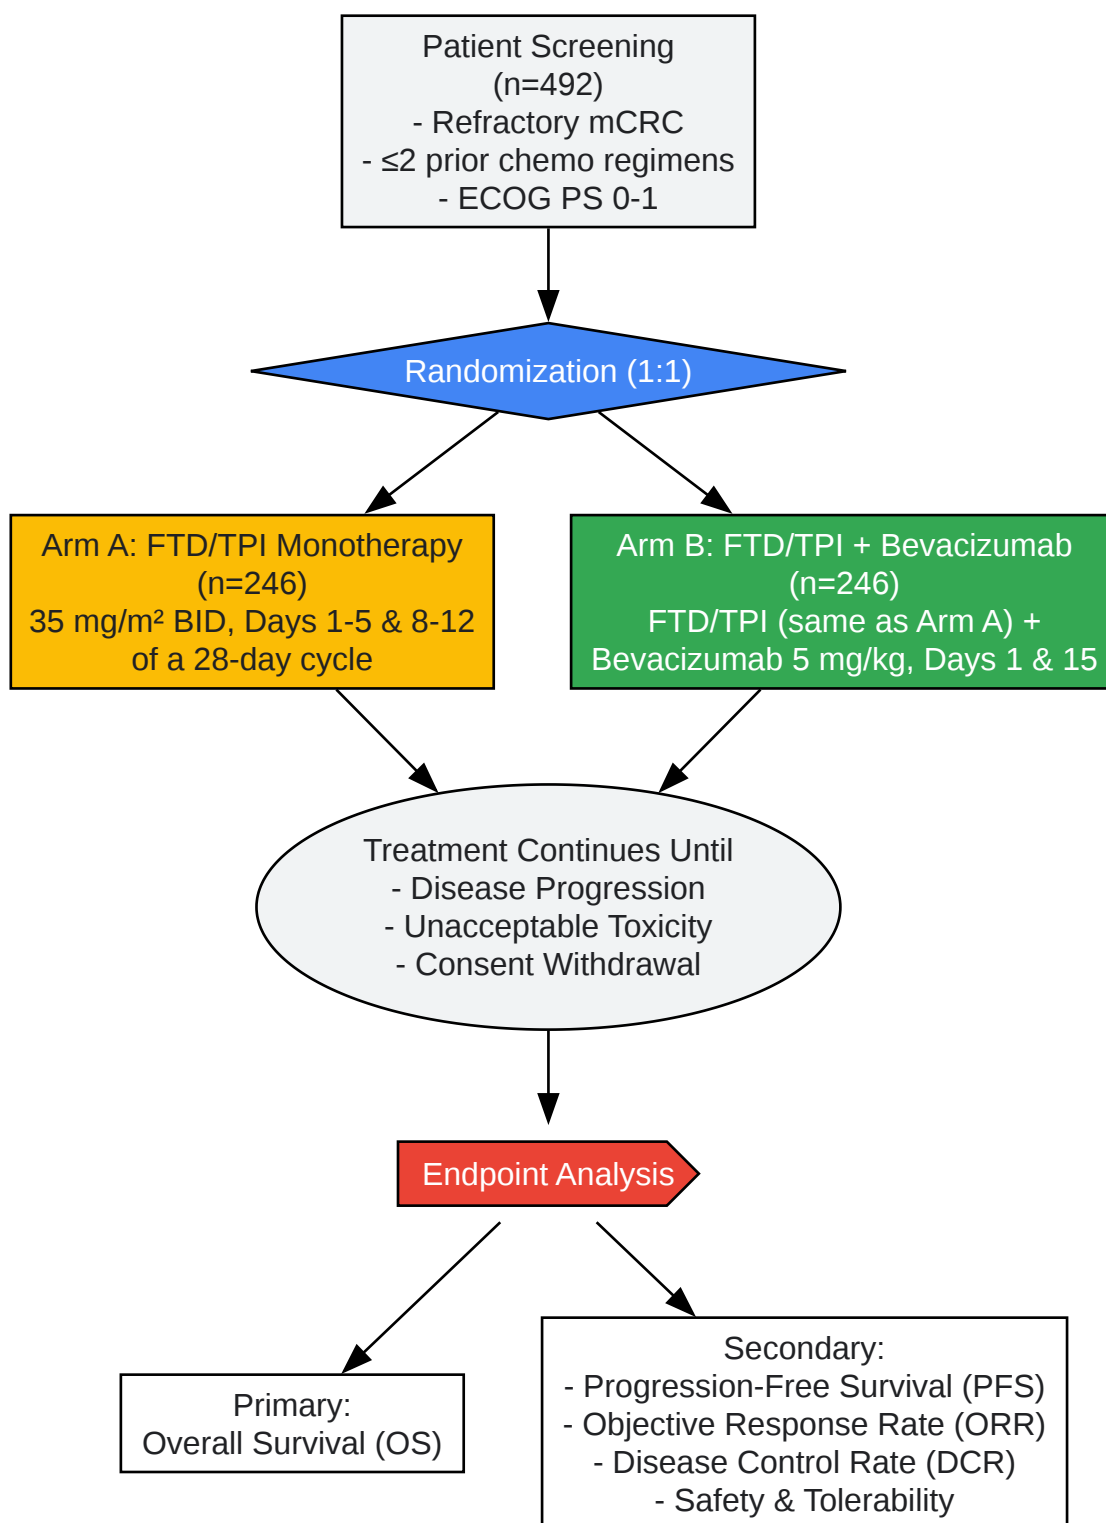 Patient Screening
(n=492)
- Refractory mCRC
- ≤2 prior chemo regimens
- ECOG PS 0-1
Randomization (1:1)
Arm A: FTD/TPI Monotherapy
(n=246)
35 mg/m² BID, Days 1-5 & 8-12
of a 28-day cycle
Arm B: FTD/TPI + Bevacizumab
(n=246)
FTD/TPI (same as Arm A) +
Bevacizumab 5 mg/kg, Days 1 & 15
Treatment Continues Until
- Disease Progression
- Unacceptable Toxicity
- Consent Withdrawal
Endpoint Analysis
Primary:
Overall Survival (OS)
Secondary:
- Progression-Free Survival (PFS)
- Objective Response Rate (ORR)
- Disease Control Rate (DCR)
- Safety & Tolerability